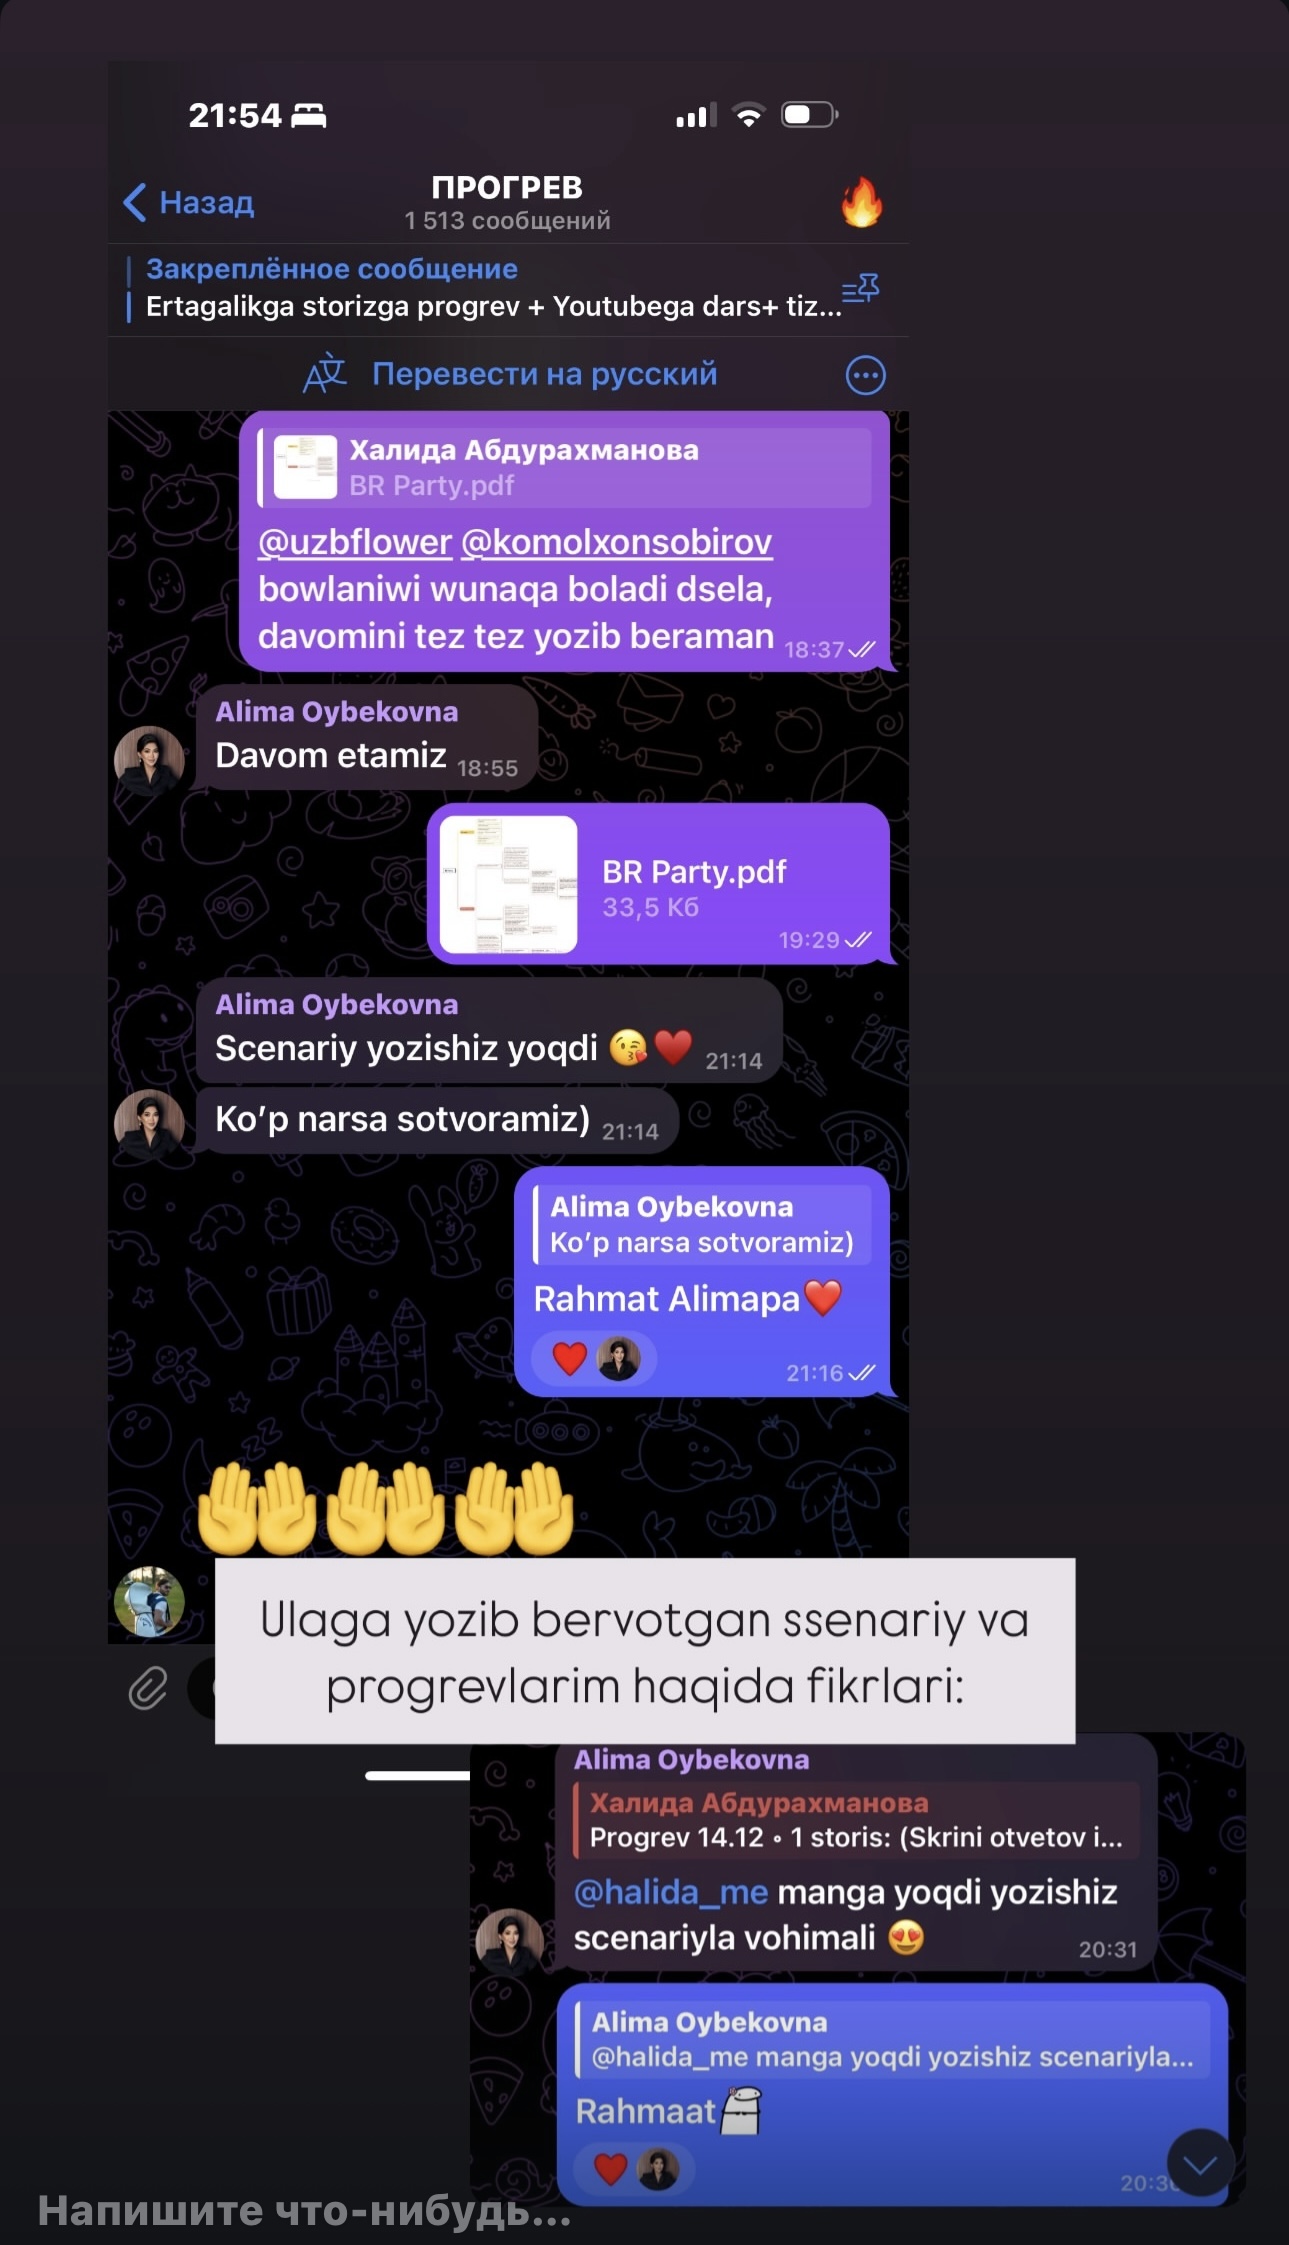 21:54
Назад
ПРОГРЕВ
1 513 сообщений
Закреплённое сообщение
Ertagalikga storizga progrev + Youtubega dars+ tiz...
Перевести на русский
Халида Абдурахманова
BR Party.pdf
@uzbflower @komolxonsobirov
bowlaniwi wunaqa boladi dsela,
davomini tez tez yozib beraman 18:37
Alima Oybekovna
Davom etamiz 18:55
BR Party.pdf
33,5 Кб
19:29
Alima Oybekovna
Scenariy yozishiz yoqdi 😘♥️ 21:14
Ko‘p narsa sotvoramiz) 21:14
Alima Oybekovna
Ko‘p narsa sotvoramiz)
Rahmat Alimapa❤️
❤️
21:16
🤲🤲🤲
Ulaga yozib bervotgan ssenariy va
progrevlarim haqida fikrlari:
Alima Oybekovna
Халида Абдурахманова
Progrev 14.12 • 1 storis: (Skrini otvetov i...
@halida_me manga yoqdi yozishiz
scenariyla vohimali 😍 20:31
Alima Oybekovna
@halida_me manga yoqdi yozishiz scenariyla...
Rahmaat
❤️
Напишите что-нибудь...